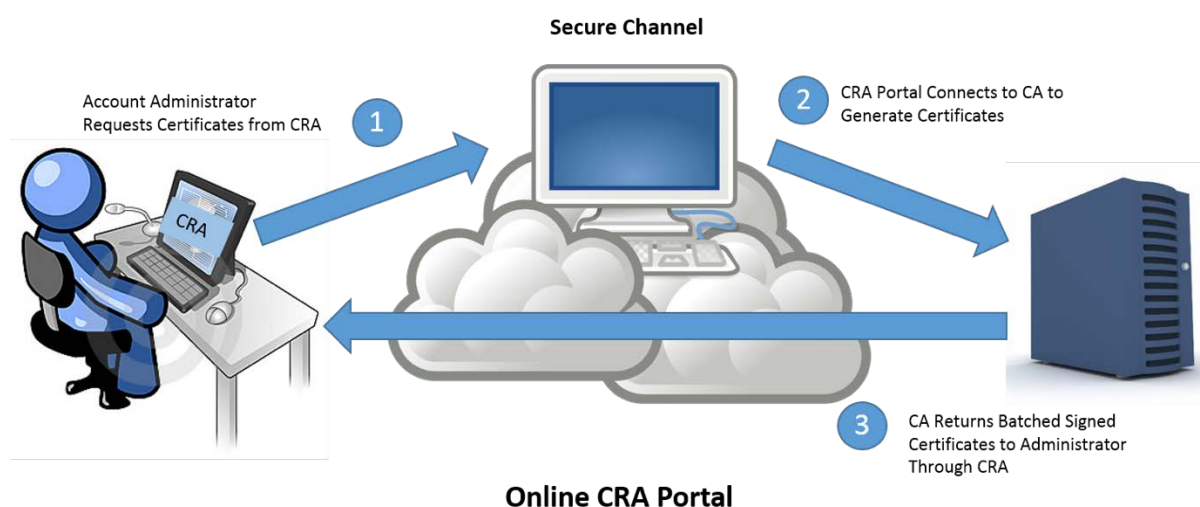 Secure Channel
Account Administrator
Requests Certificates from CRA
1
2
CRA Portal Connects to CA to
Generate Certificates
CRA
3
CA Returns Batched Signed
Certificates to Administrator
Through CRA
Online CRA Portal